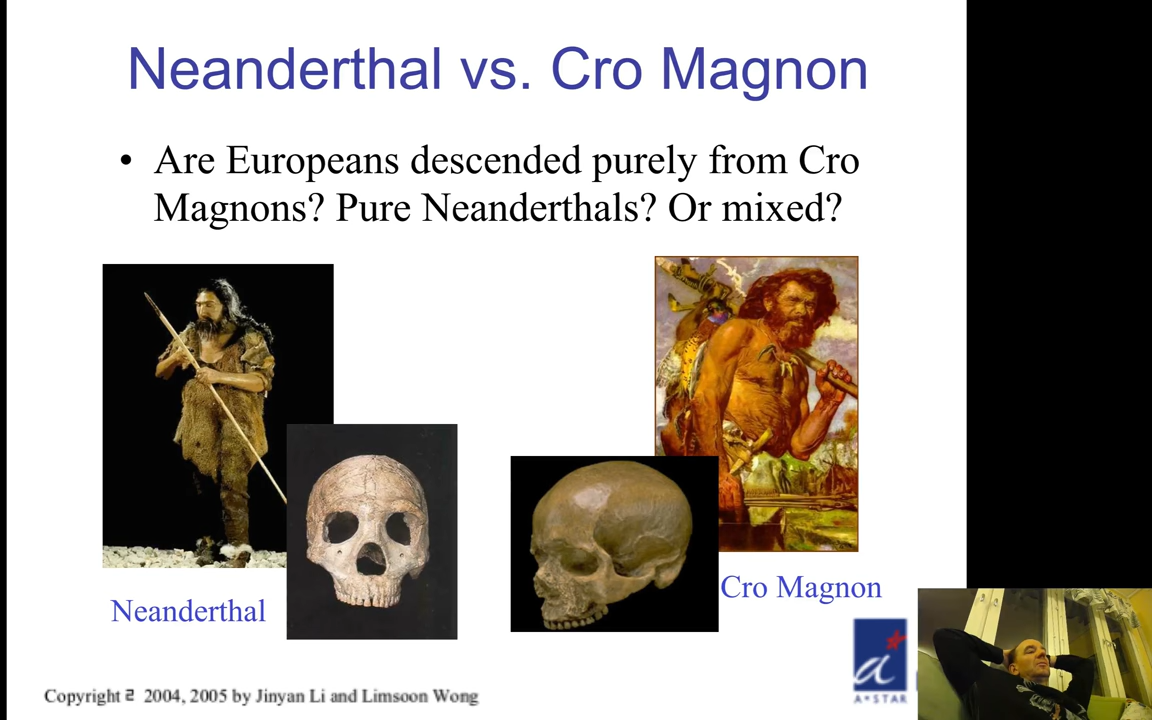 Neanderthal vs. Cro Magnon
• Are Europeans descended purely from Cro
Magnons? Pure Neanderthals? Or mixed?
Cro Magnon
Neanderthal
a
A★STAR
Copyright 2004, 2005 by Jinyan Li and Limsoon Wong